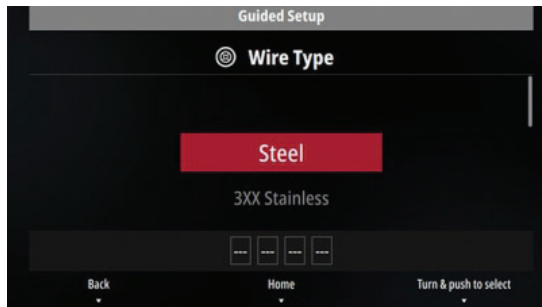 Guided Setup
Wire Type
Steel
3XX Stainless
--- --- --- ---
Back Home Turn & push to select